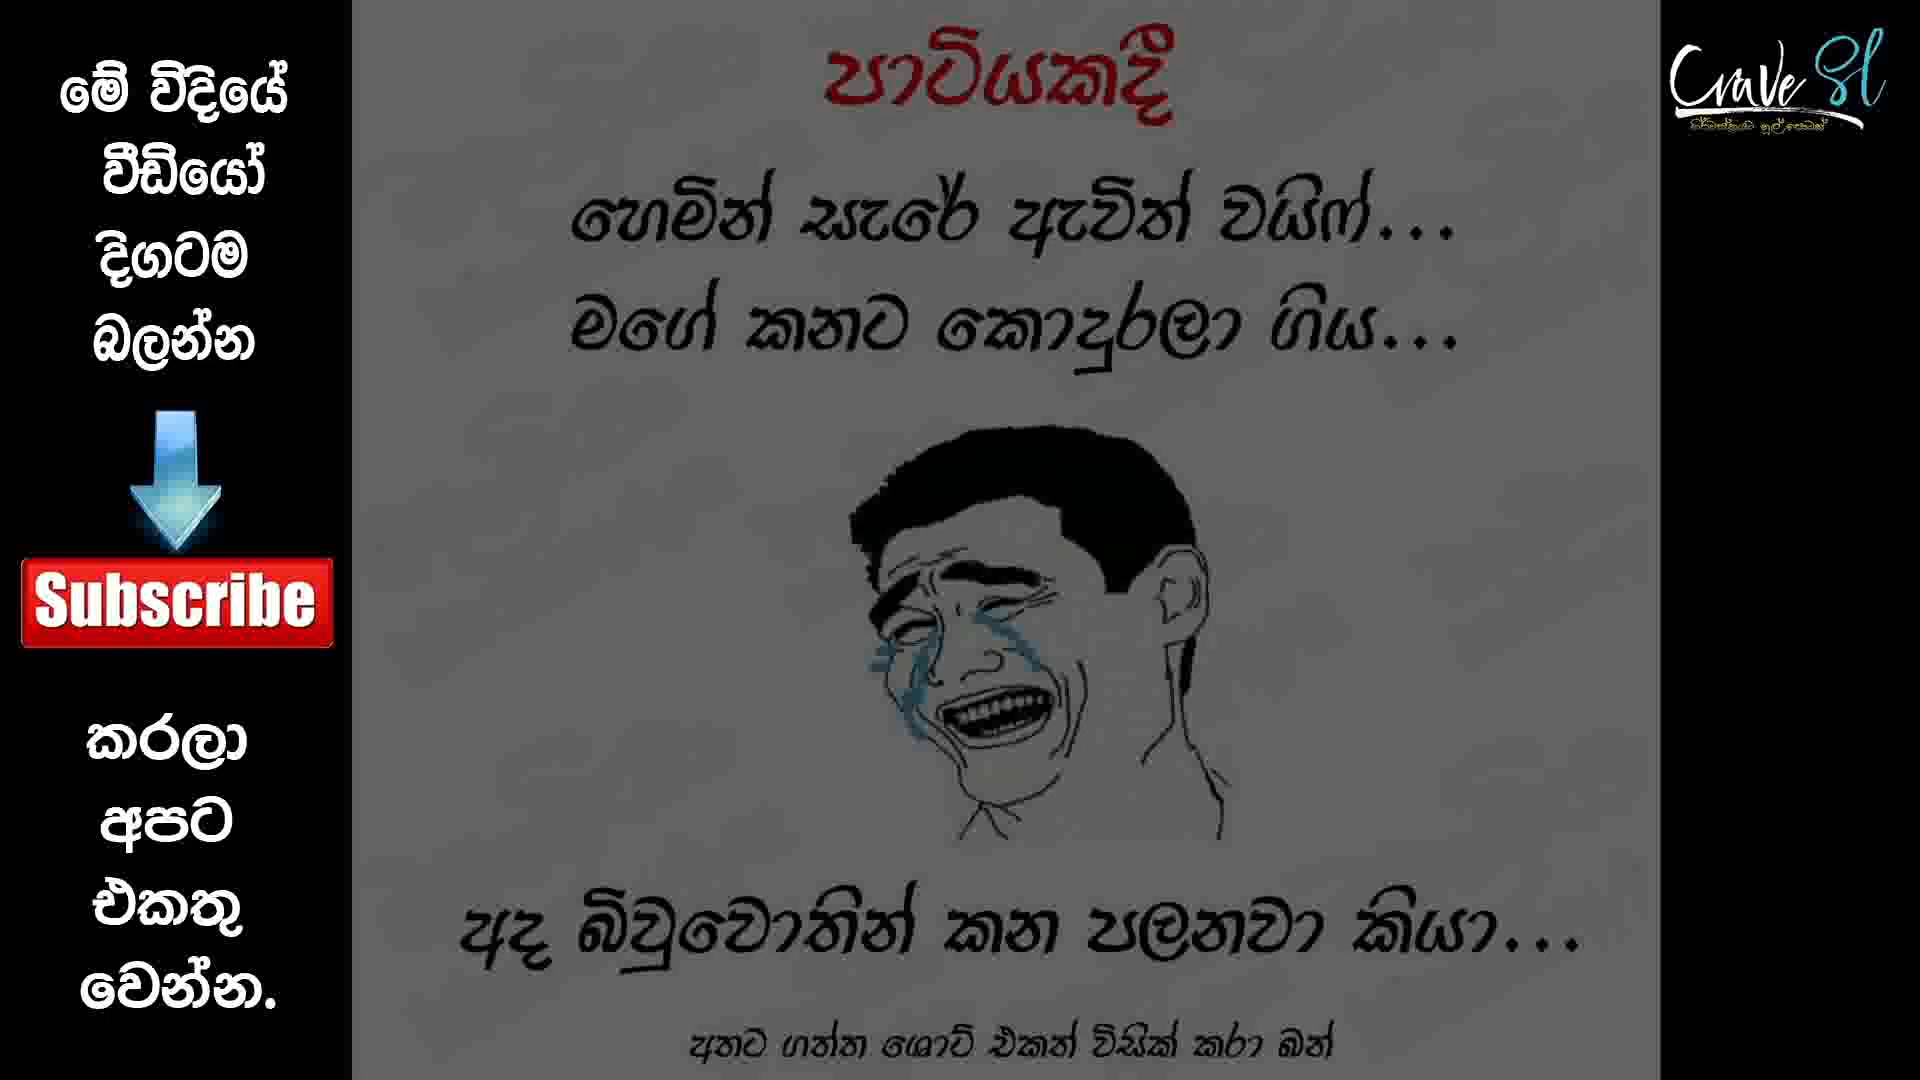 මේ විදියේ
වීඩියෝ
දිගටම
බලන්න
Subscribe
කරලා
අපට
එකතු
වෙන්න.
පාටියකදී
හෙමින් සැරේ ඇවිත් වයිෆ්...
මගේ කනට කොඳුරලා ගිය...
අද බිවුවොතින් කන පලනවා කියා...
අතට ගත්ත ශොට් එකත් විසික් කරා බන්
Crave Sl